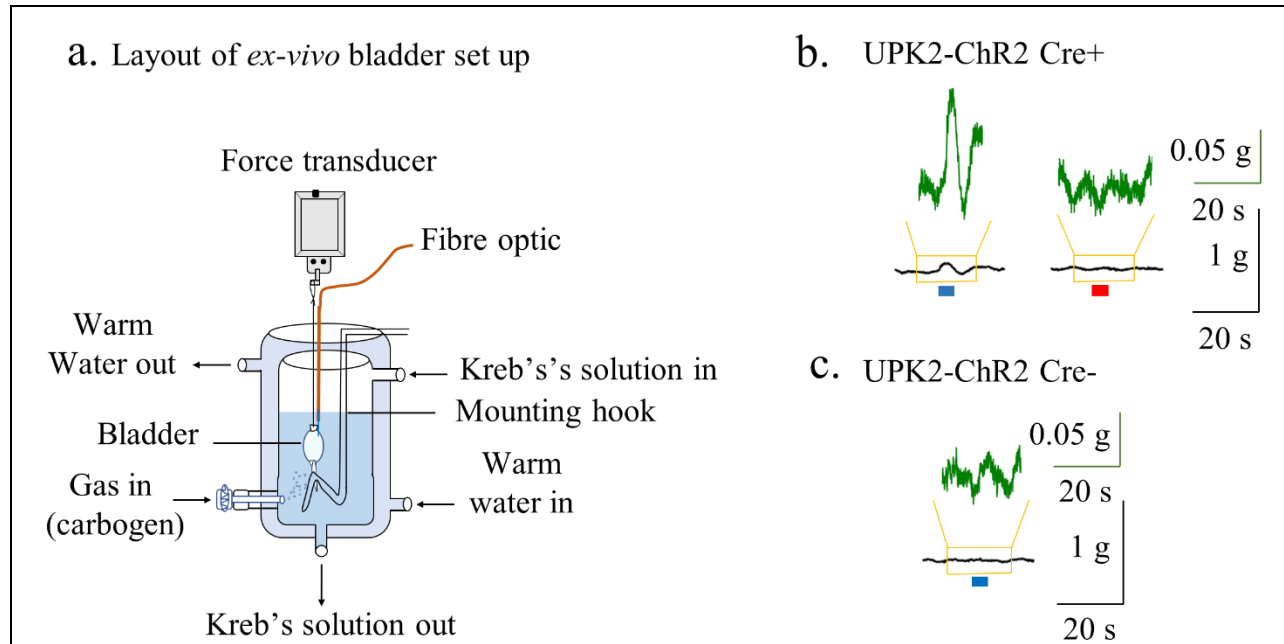 a. Layout of ex-vivo bladder set up
Force transducer
Fibre optic
Warm
Water out
Kreb's's solution in
Mounting hook
Bladder
Warm
water in
Gas in
(carbogen)
Kreb’s solution out
b. UPK2-ChR2 Cre+
0.05 g
20 s
1 g
20 s
c. UPK2-ChR2 Cre-
0.05 g
20 s
1 g
20 s